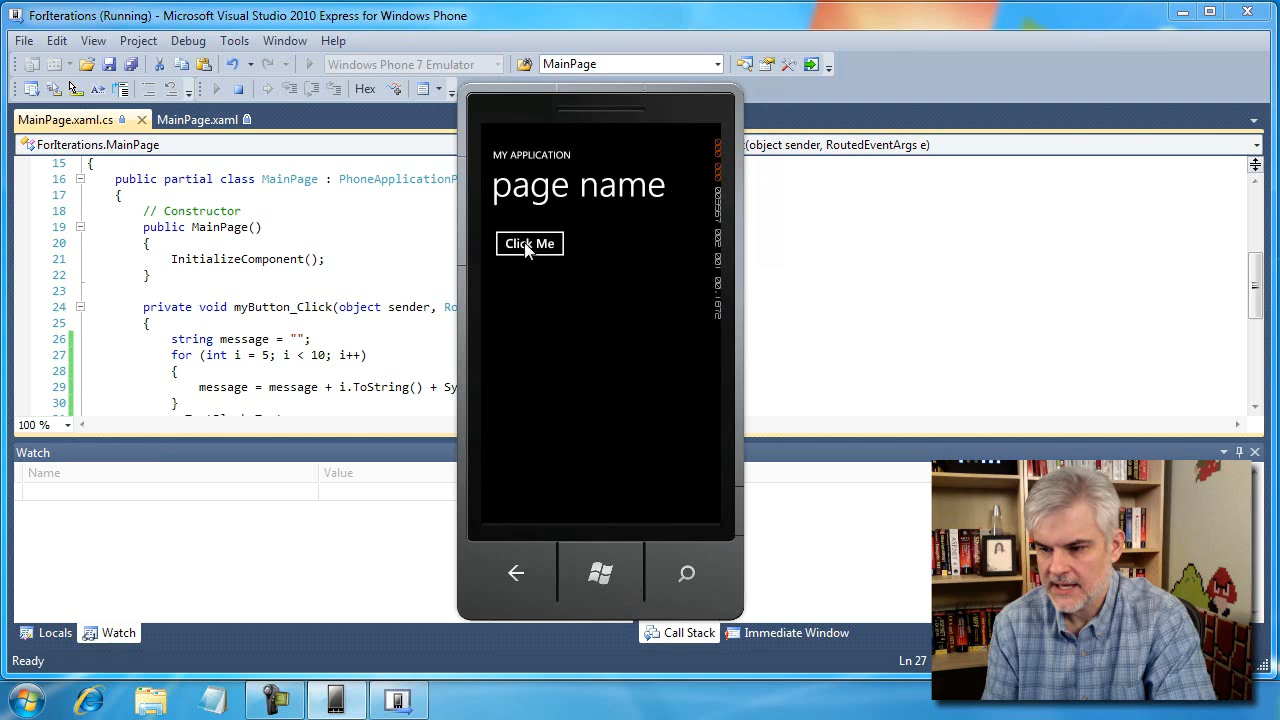 ForIterations (Running) - Microsoft Visual Studio 2010 Express for Windows Phone
File Edit View Project Debug Tools Window Help
Windows Phone 7 Emulator MainPage
Hex
MainPage.xaml.cs MainPage.xaml
ForIterations.MainPage (object sender, RoutedEventArgs e)
15 {
16 public partial class MainPage : PhoneApplicationP
17 {
18 // Constructor
19 public MainPage()
20 {
21 InitializeComponent();
22 }
23
24 private void myButton_Click(object sender, Ro
25 {
26 string message = "";
27 for (int i = 5; i < 10; i++)
28 {
29 message = message + i.ToString() + Sy
30 }
100 %
MY APPLICATION
page name
Click Me
Watch
Name Value
Locals Watch Call Stack Immediate Window
Ready Ln 27